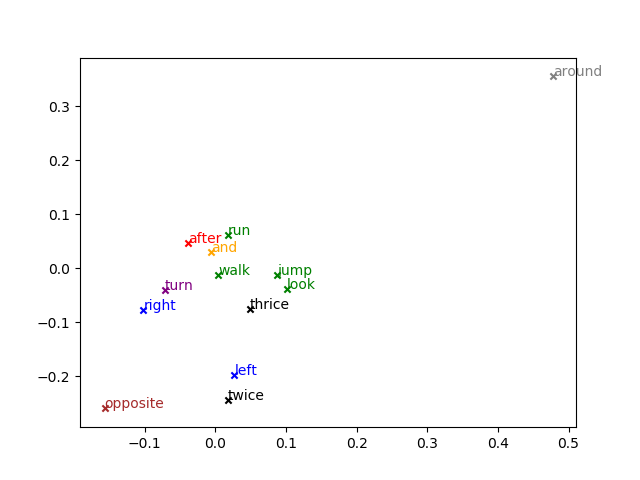 around
0.3
0.2
0.1
run
after
and
0.0
walk
jump
look
turn
right
thrice
−0.1
left
−0.2
twice
opposite
−0.1
0.0
0.1
0.2
0.3
0.4
0.5